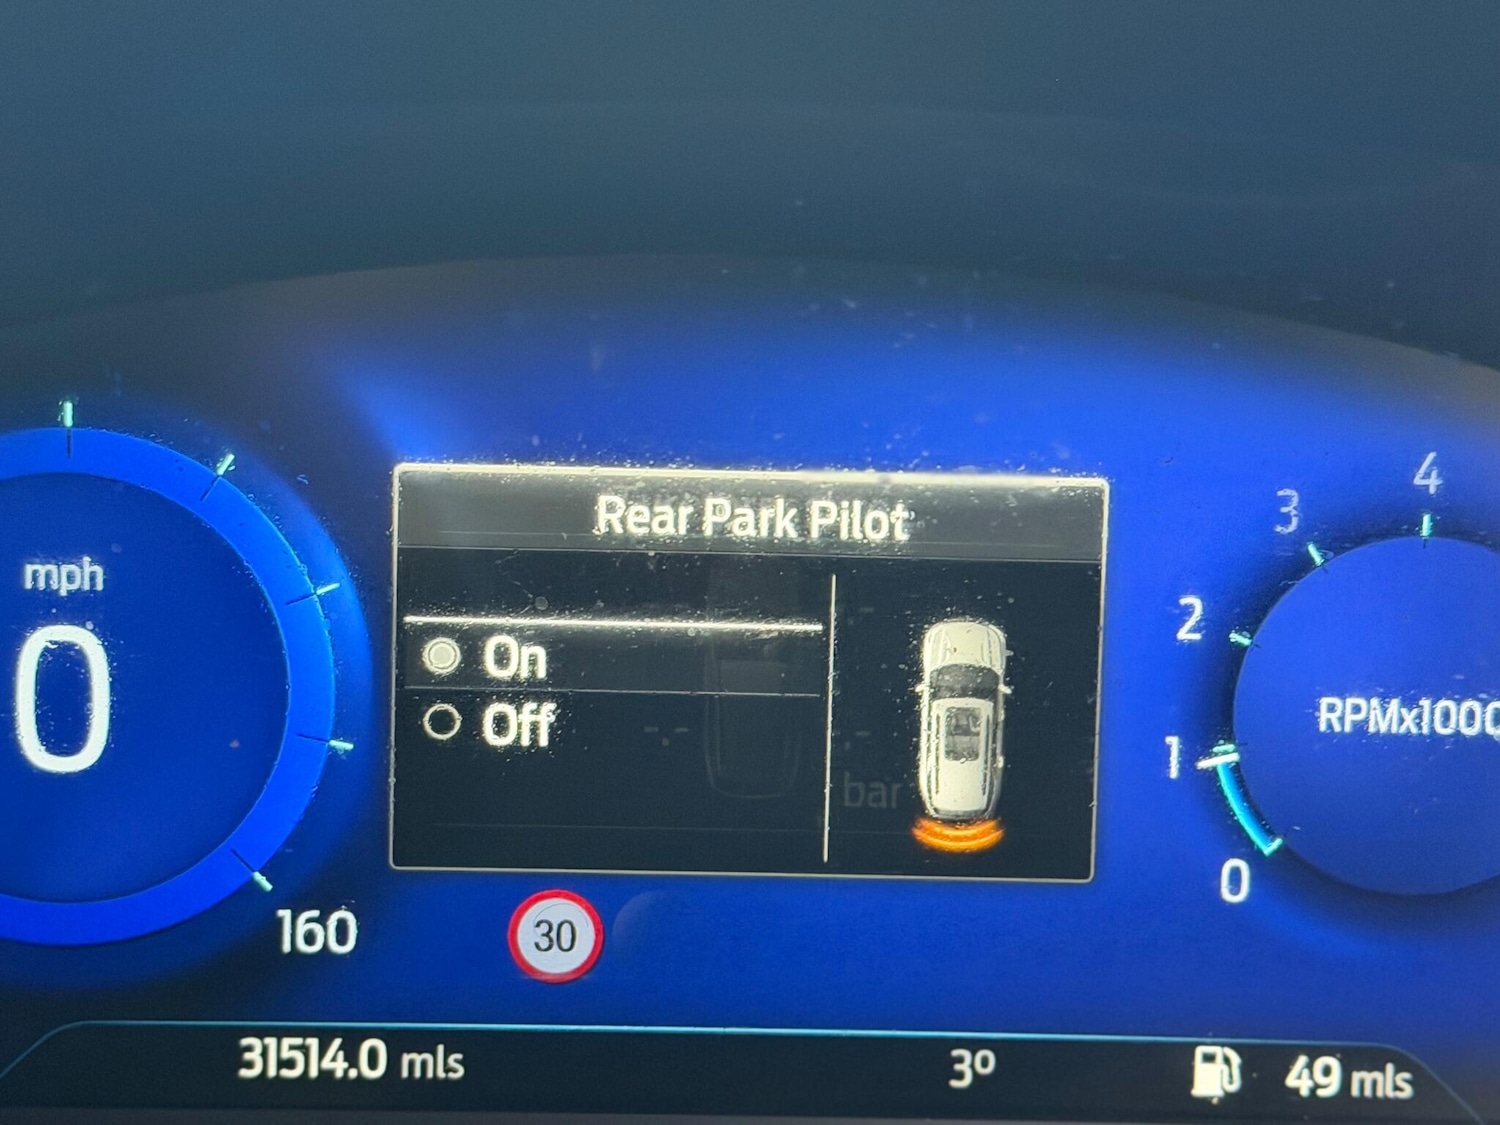 Rear Park Pilot
On
Off
bar
mph
0
160
30
4
3
2
1
0
RPMx1000
31514.0 mls
3º
49 mls